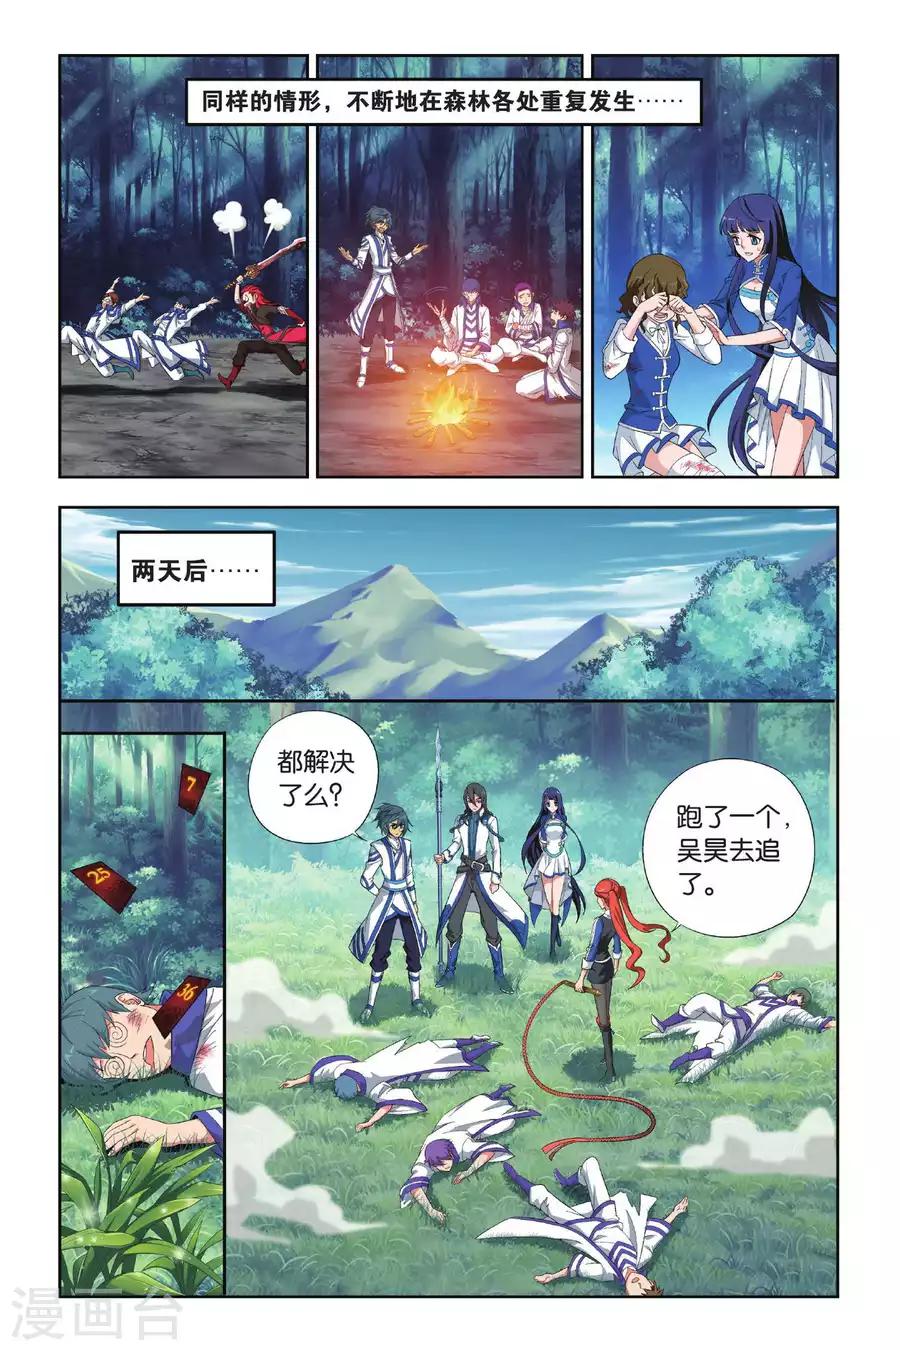 同样的情形，不断地在森林各处重复发生……
两天后……
都解决
了么？
跑了一个，
吴昊去追
了。
7
25
36
漫画台